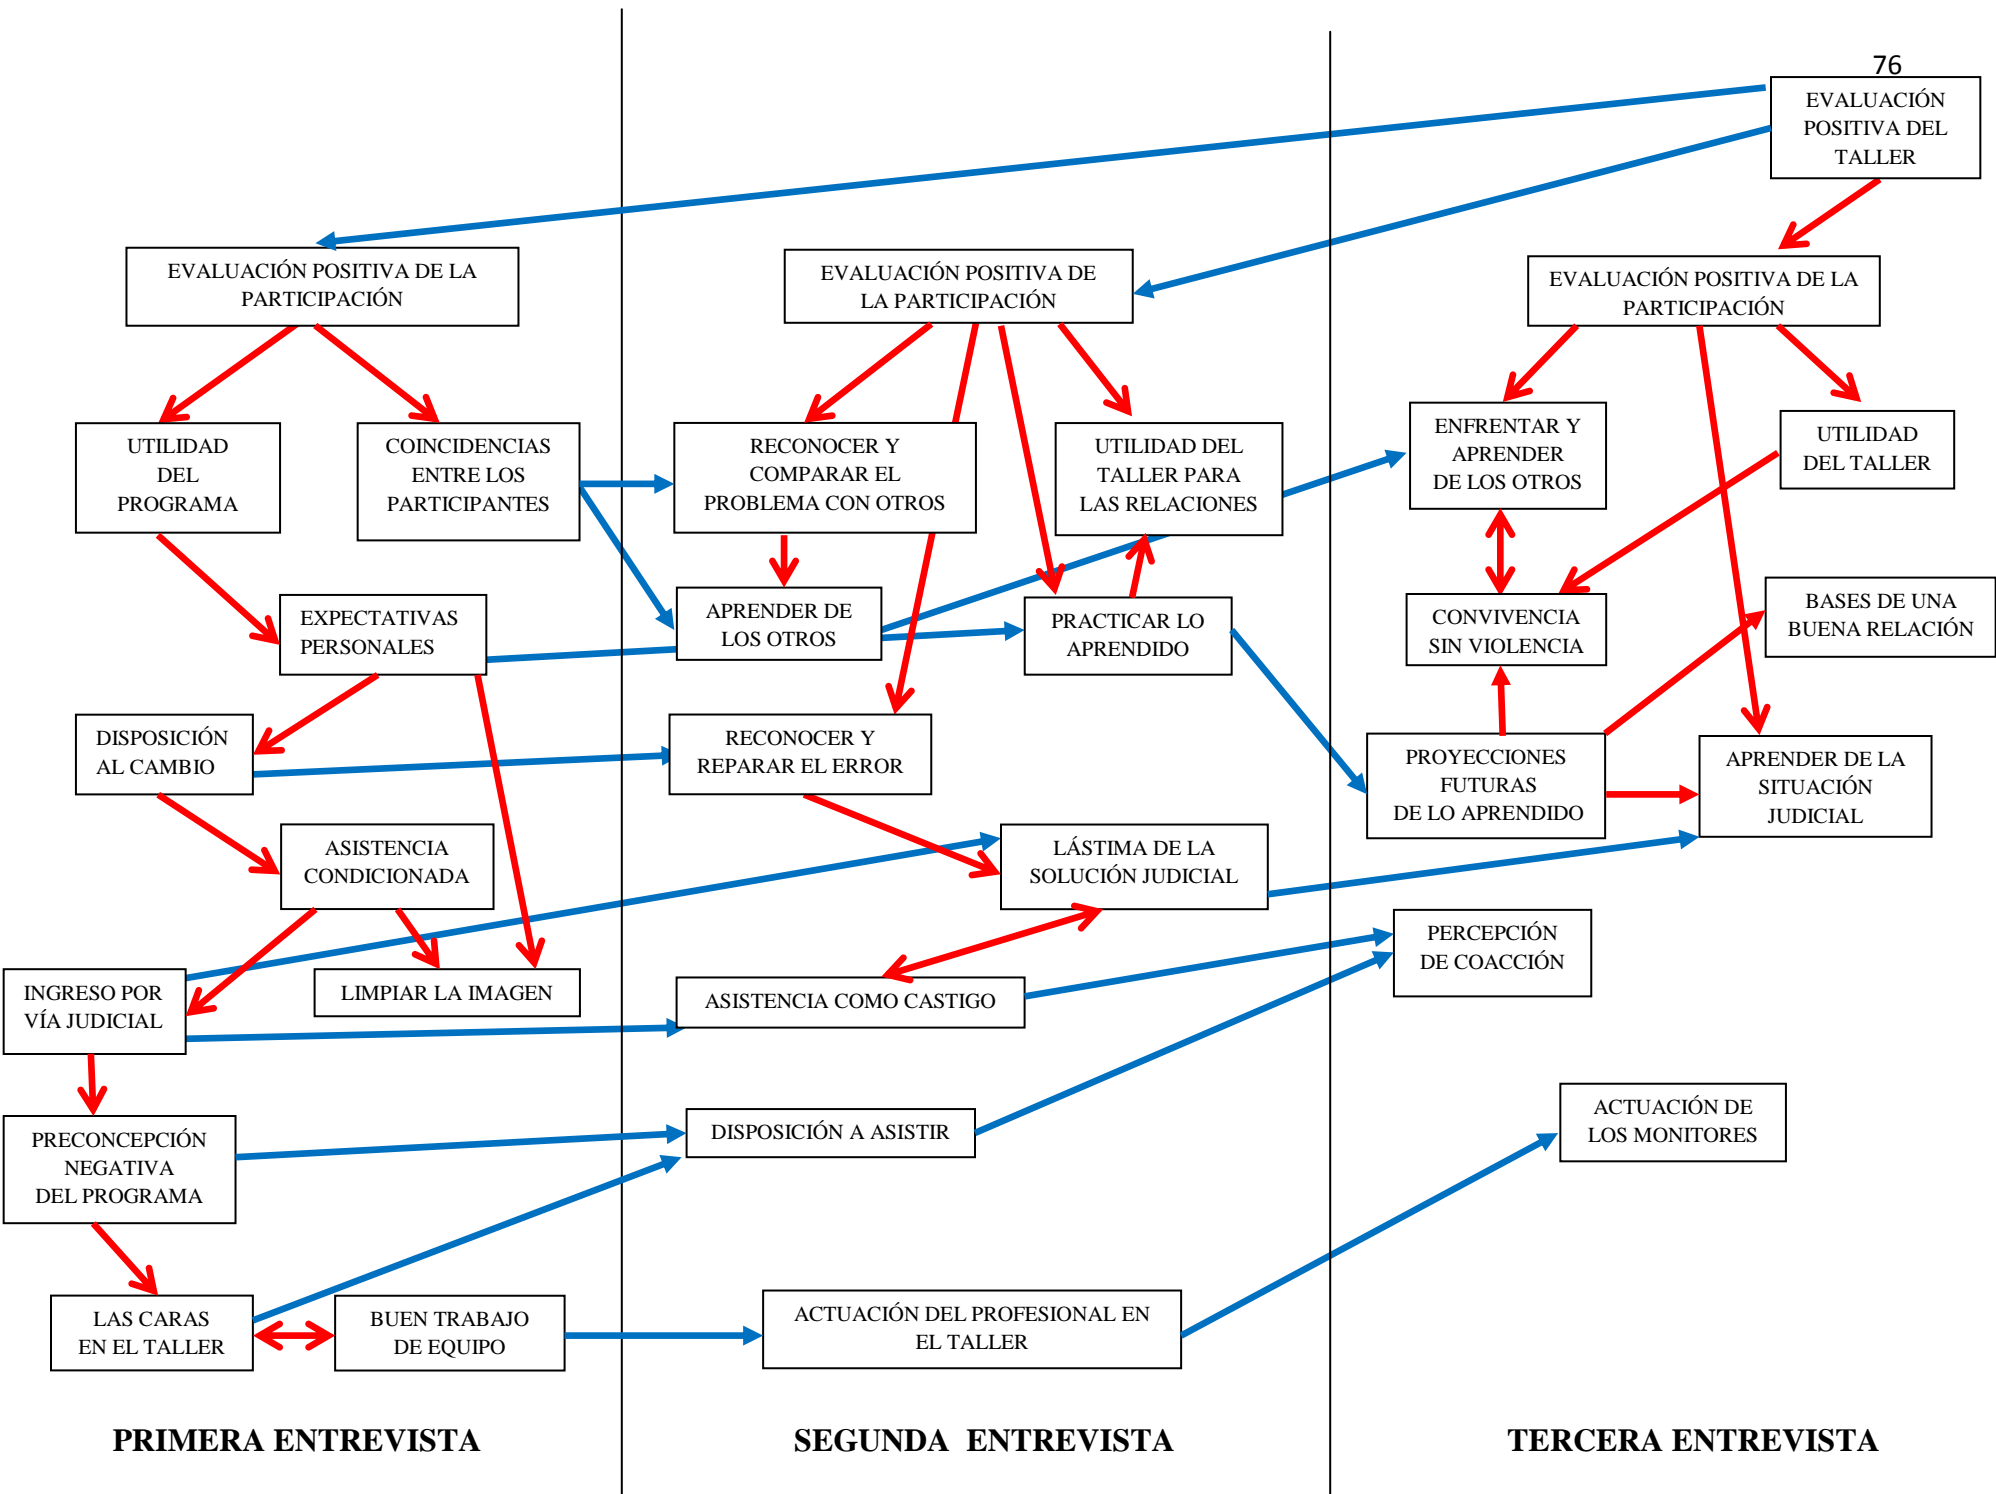 76
EVALUACIÓN
POSITIVA DEL
TALLER
EVALUACIÓN POSITIVA DE LA
PARTICIPACIÓN
EVALUACIÓN POSITIVA DE
LA PARTICIPACIÓN
EVALUACIÓN POSITIVA DE LA
PARTICIPACIÓN
UTILIDAD
DEL
PROGRAMA
COINCIDENCIAS
ENTRE LOS
PARTICIPANTES
RECONOCER Y
COMPARAR EL
PROBLEMA CON OTROS
UTILIDAD DEL
TALLER PARA
LAS RELACIONES
ENFRENTAR Y
APRENDER
DE LOS OTROS
UTILIDAD
DEL TALLER
EXPECTATIVAS
PERSONALES
APRENDER DE
LOS OTROS
PRACTICAR LO
APRENDIDO
CONVIVENCIA
SIN VIOLENCIA
BASES DE UNA
BUENA RELACIÓN
DISPOSICIÓN
AL CAMBIO
RECONOCER Y
REPARAR EL ERROR
PROYECCIONES
FUTURAS
DE LO APRENDIDO
APRENDER DE LA
SITUACIÓN
JUDICIAL
ASISTENCIA
CONDICIONADA
LÁSTIMA DE LA
SOLUCIÓN JUDICIAL
PERCEPCIÓN
DE COACCIÓN
INGRESO POR
VÍA JUDICIAL
LIMPIAR LA IMAGEN
ASISTENCIA COMO CASTIGO
PRECONCEPCIÓN
NEGATIVA
DEL PROGRAMA
DISPOSICIÓN A ASISTIR
ACTUACIÓN DE
LOS MONITORES
LAS CARAS
EN EL TALLER
BUEN TRABAJO
DE EQUIPO
ACTUACIÓN DEL PROFESIONAL EN
EL TALLER
PRIMERA ENTREVISTA
SEGUNDA  ENTREVISTA
TERCERA ENTREVISTA